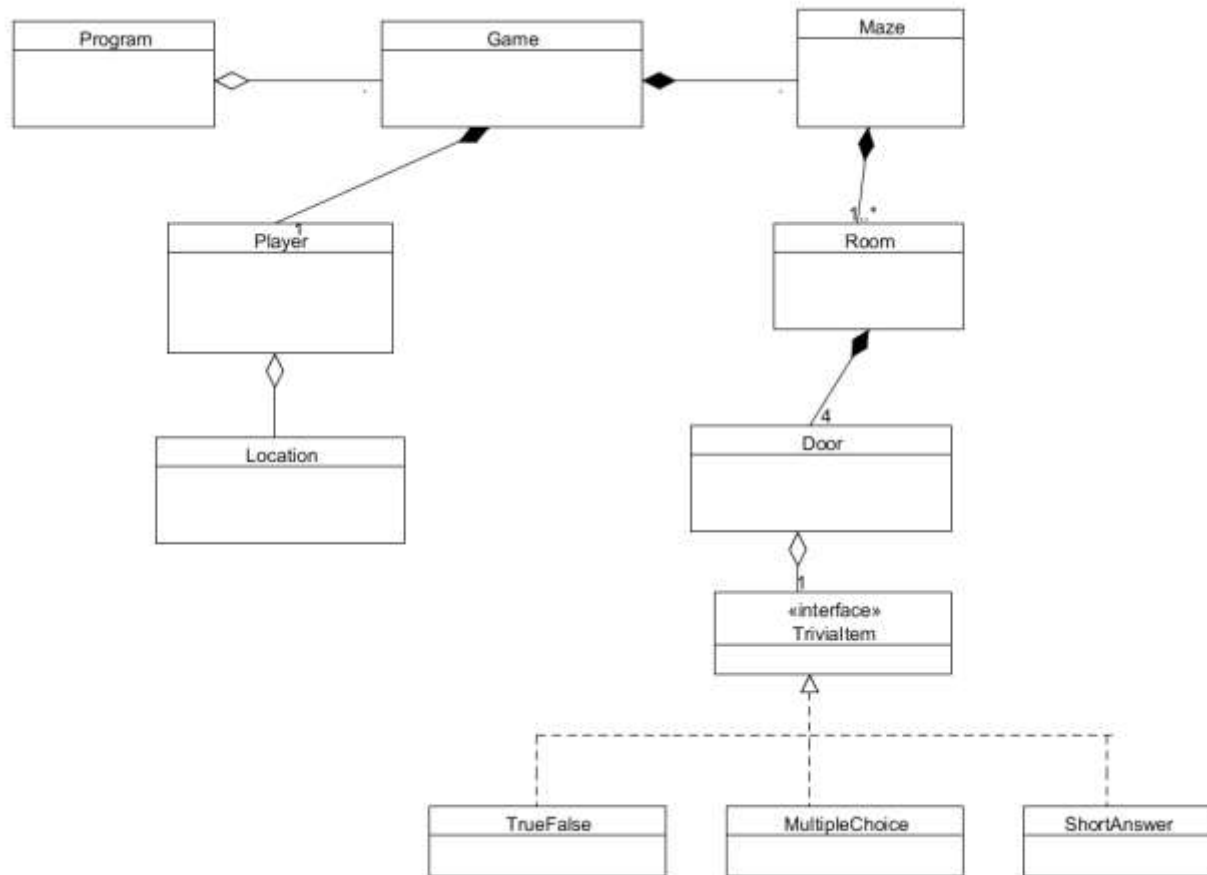 Program
Game
Maze
1
Player
1..*
Room
Location
4
Door
1
«interface»
TriviaItem
TrueFalse
MultipleChoice
ShortAnswer